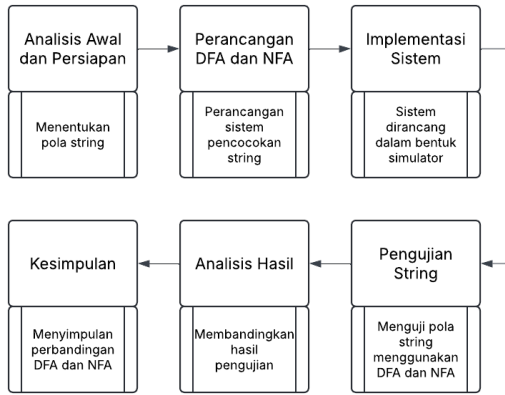 Analisis Awal
dan Persiapan
Menentukan
pola string
Perancangan
DFA dan NFA
Perancangan
sistem
pencocokan
string
Implementasi
Sistem
Sistem
dirancang
dalam bentuk
simulator
Pengujian
String
Menguji pola
string
menggunakan
DFA dan NFA
Analisis Hasil
Membandingkan
hasil
pengujian
Kesimpulan
Menyimpulan
perbandingan
DFA dan NFA